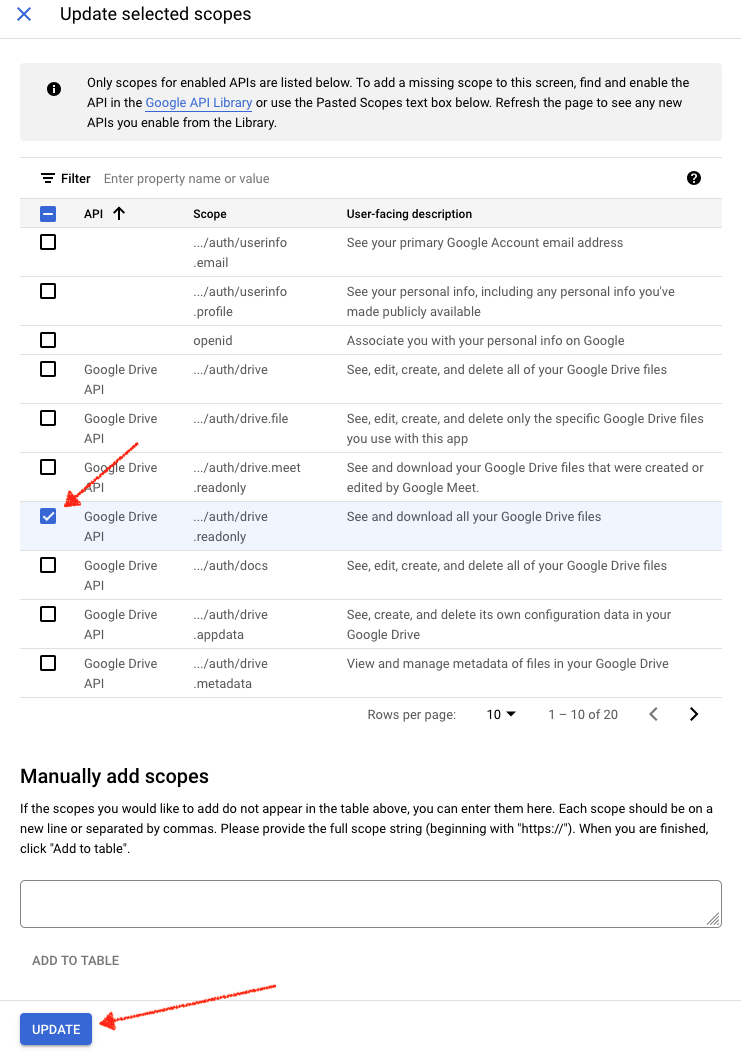 Update selected scopes
Only scopes for enabled APIs are listed below. To add a missing scope to this screen, find and enable the
API in the Google API Library or use the Pasted Scopes text box below. Refresh the page to see any new
APIs you enable from the Library.
Filter Enter property name or value
API Scope User-facing description
.../auth/userinfo See your primary Google Account email address
.email
.../auth/userinfo See your personal info, including any personal info you've
.profile made publicly available
openid Associate you with your personal info on Google
Google Drive .../auth/drive See, edit, create, and delete all of your Google Drive files
API
Google Drive .../auth/drive.file See, edit, create, and delete only the specific Google Drive files
API you use with this app
Google Drive .../auth/drive.meet See and download your Google Drive files that were created or
API .readonly edited by Google Meet.
Google Drive .../auth/drive See and download all your Google Drive files
API .readonly
Google Drive .../auth/docs See, edit, create, and delete all of your Google Drive files
API
Google Drive .../auth/drive See, create, and delete its own configuration data in your
API .appdata Google Drive
Google Drive .../auth/drive View and manage metadata of files in your Google Drive
API .metadata
Rows per page: 10 1 – 10 of 20
Manually add scopes
If the scopes you would like to add do not appear in the table above, you can enter them here. Each scope should be on a
new line or separated by commas. Please provide the full scope string (beginning with "https://"). When you are finished,
click "Add to table".
ADD TO TABLE
UPDATE